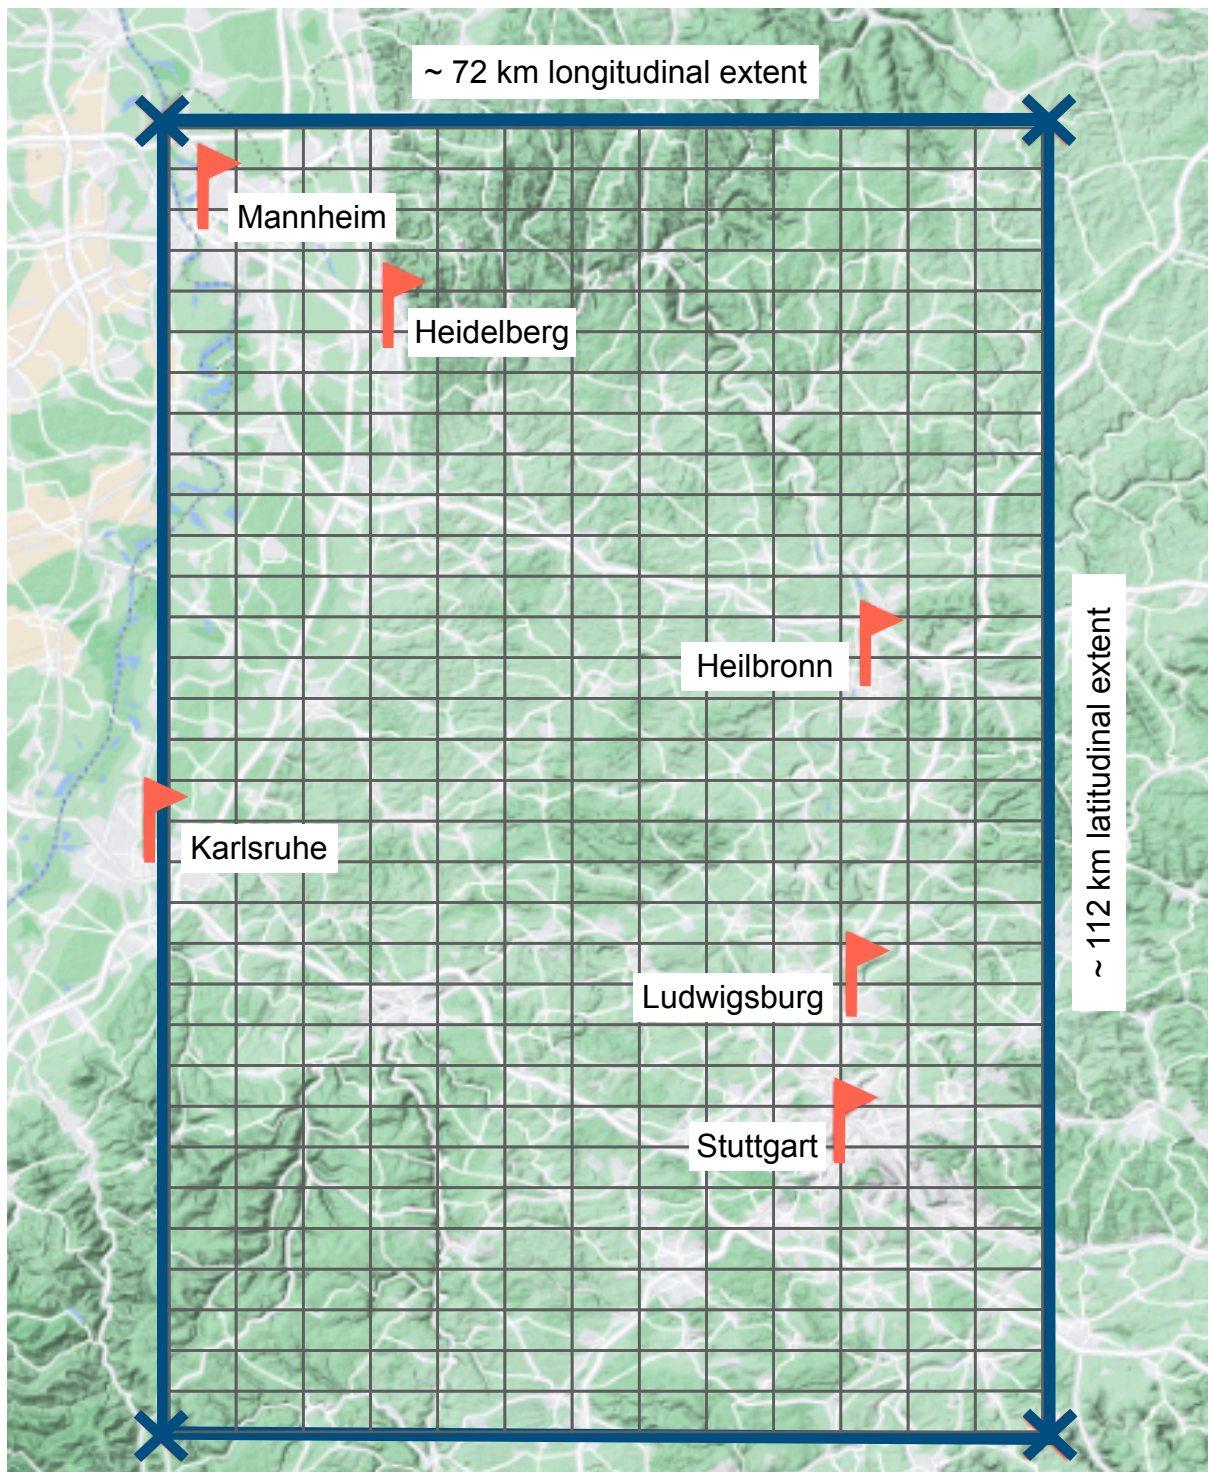 ~ 72 km longitudinal extent
Mannheim
Heidelberg
Heilbronn
~ 112 km latitudinal extent
Karlsruhe
Ludwigsburg
Stuttgart